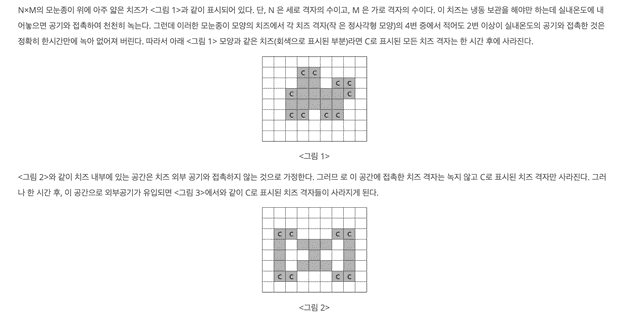 N×M의 모눈종이 위에 아주 얇은 치즈가 <그림 1>과 같이 표시되어 있다. 단, N 은 세로 격자의 수이고, M 은 가로 격자의 수이다. 이 치즈는 냉동 보관을 해야만 하는데 실내온도에 내
어놓으면 공기와 접촉하여 천천히 녹는다. 그런데 이러한 모눈종이 모양의 치즈에서 각 치즈 격자(작 은 정사각형 모양)의 4변 중에서 적어도 2변 이상이 실내온도의 공기와 접촉한 것은
정확히 한시간만에 녹아 없어져 버린다. 따라서 아래 <그림 1> 모양과 같은 치즈(회색으로 표시된 부분)라면 C로 표시된 모든 치즈 격자는 한 시간 후에 사라진다.
C C
C C
C C
C C C C
<그림 1>
<그림 2>와 같이 치즈 내부에 있는 공간은 치즈 외부 공기와 접촉하지 않는 것으로 가정한다. 그러므 로 이 공간에 접촉한 치즈 격자는 녹지 않고 C로 표시된 치즈 격자만 사라진다. 그러
나 한 시간 후, 이 공간으로 외부공기가 유입되면 <그림 3>에서와 같이 C로 표시된 치즈 격자들이 사라지게 된다.
C C C C
C C C C
<그림 2>